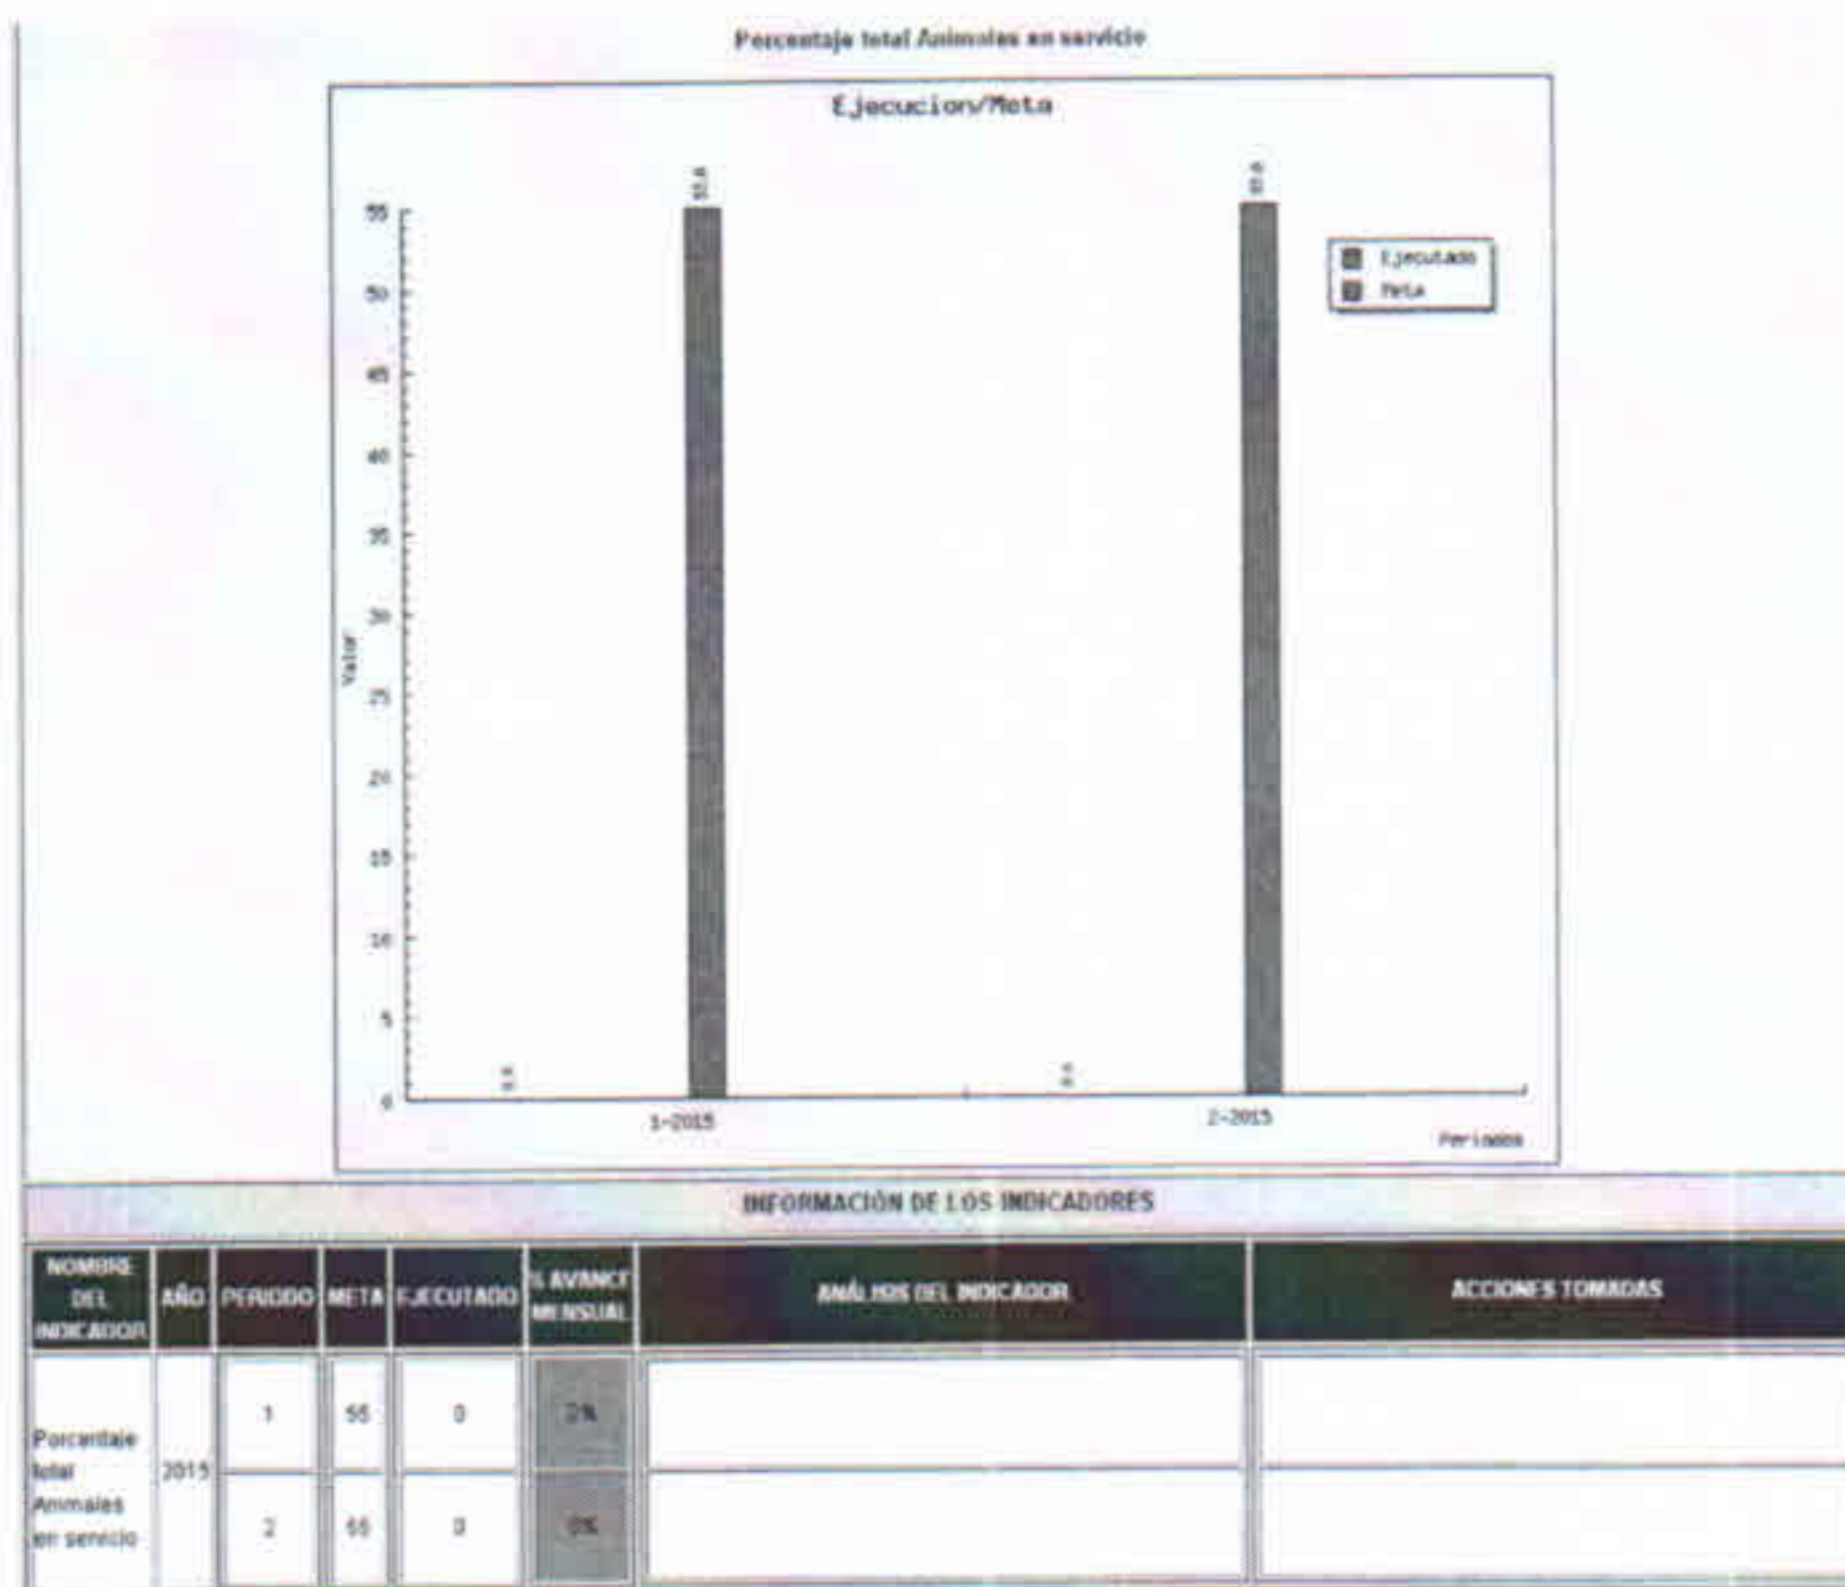 Porcentaje total Animales en servicio
Ejecucion/Meta
55
50
45
40
35
30
25
20
15
10
5
0
Valor
Ejecutado
Meta
1-2015
2-2015
Periodos
INFORMACIÓN DE LOS INDICADORES
NOMBRE DEL INDICADOR
AÑO
PERIODO
META
EJECUTADO
% AVANCE MENSUAL
ANÁLISIS DEL INDICADOR
ACCIONES TOMADAS
Porcentaje total Animales en servicio
2015
1
55
0
0%
2
55
0
0%